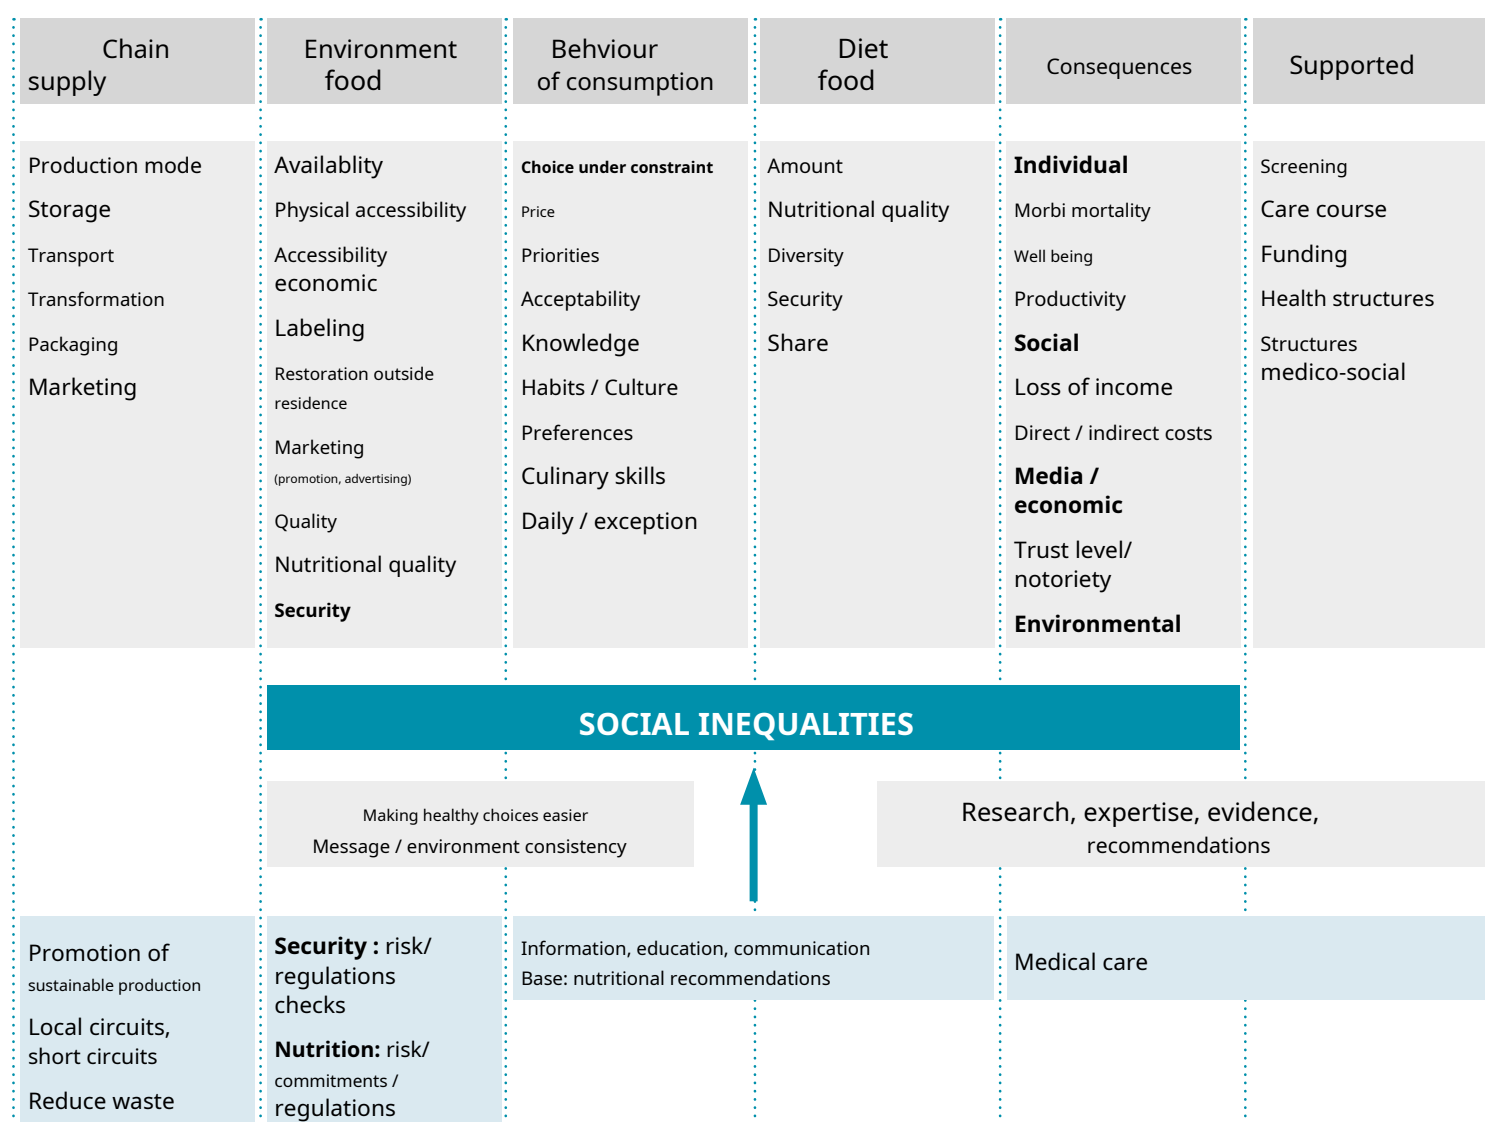 Chain
supply
Environment
food
Behviour
of consumption
Diet
food
Consequences
Supported
Production mode
Storage
Transport
Transformation
Packaging
Marketing
Availablity
Physical accessibility
Accessibility
economic
Labeling
Restoration outside
residence
Marketing
(promotion, advertising)
Quality
Nutritional quality
Security
Choice under constraint
Price
Priorities
Acceptability
Knowledge
Habits / Culture
Preferences
Culinary skills
Daily / exception
Amount
Nutritional quality
Diversity
Security
Share
Individual
Morbi mortality
Well being
Productivity
Social
Loss of income
Direct / indirect costs
Media /
economic
Trust level/
notoriety
Environmental
Screening
Care course
Funding
Health structures
Structures
medico-social
SOCIAL INEQUALITIES
Making healthy choices easier
Message / environment consistency
Research, expertise, evidence,
recommendations
Promotion of
sustainable production
Local circuits,
short circuits
Reduce waste
Security : risk/
regulations
checks
Nutrition: risk/
commitments /
regulations
Information, education, communication
Base: nutritional recommendations
Medical care